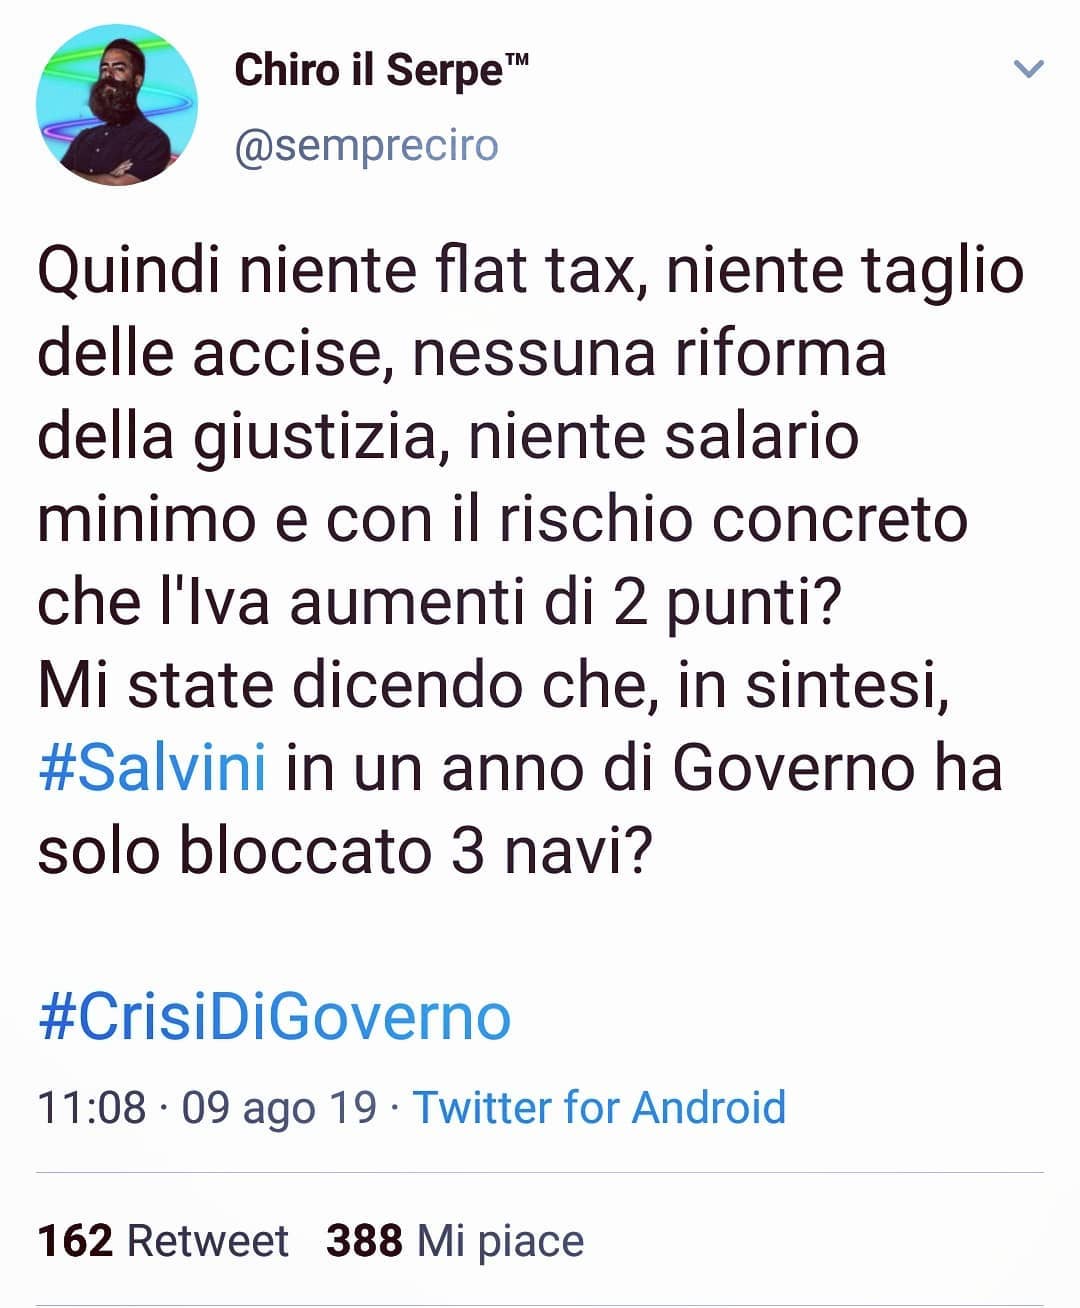 Chiro il Serpe™
@sempreciro
Quindi niente flat tax, niente taglio
delle accise, nessuna riforma
della giustizia, niente salario
minimo e con il rischio concreto
che l'Iva aumenti di 2 punti?
Mi state dicendo che, in sintesi,
#Salvini in un anno di Governo ha
solo bloccato 3 navi?
#CrisiDiGoverno
11:08 · 09 ago 19 · Twitter for Android
162 Retweet 388 Mi piace